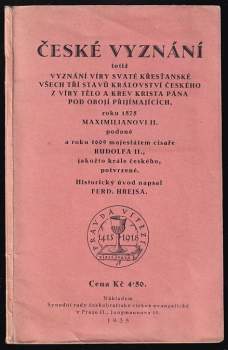 ČESKÉ VYZNÁNÍ
totiž
VYZNÁNÍ VÍRY SVATÉ KŘESŤANSKÉ
VŠECH TŘÍ STAVŮ KRÁLOVSTVÍ ČESKÉHO
Z VÍRY TĚLO A KREV KRISTA PÁNA
POD OBOJÍ PŘIJÍMAJÍCÍCH,
roku 1575
MAXIMILIANOVI II.
podané
a roku 1609 majestátem císaře
RUDOLFA II.,
jakožto krále českého,
potvrzené.
Historický úvod napsal
FERD. HREJSA.
PRAVDA VÍTĚZÍ
1415 1918
Cena Kč 4·50.
Nákladem
Synodní rady českobratrské církve evangelické
v Praze II., Jungmannova 15.